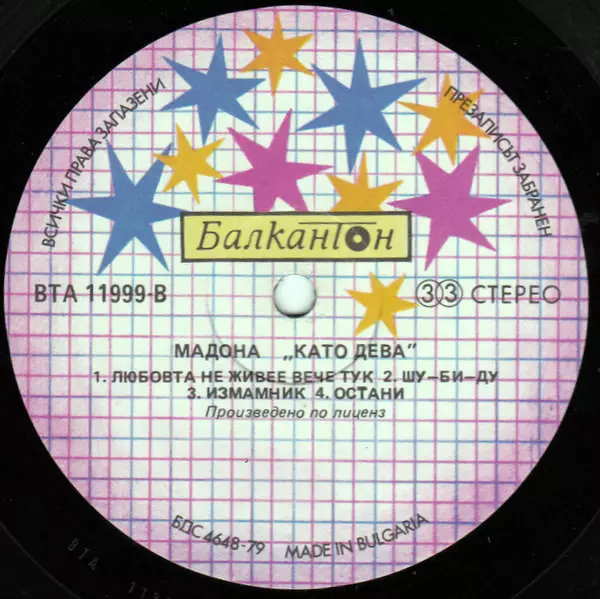 ВСИЧКИ ПРАВА ЗАПАЗЕНИ
ПРЕЗАПИСЪТ ЗАБРАНЕН
БалканТон
ВТА 11999-В
33 СТЕРЕО
МАДОНА „КАТО ДЕВА"
1. ЛЮБОВТА НЕ ЖИВЕЕ ВЕЧЕ ТУК 2. ШУ–БИ–ДУ
3. ИЗМАМНИК 4. ОСТАНИ
Произведено по лиценз
БДС 4648-79 MADE IN BULGARIA
ВТА